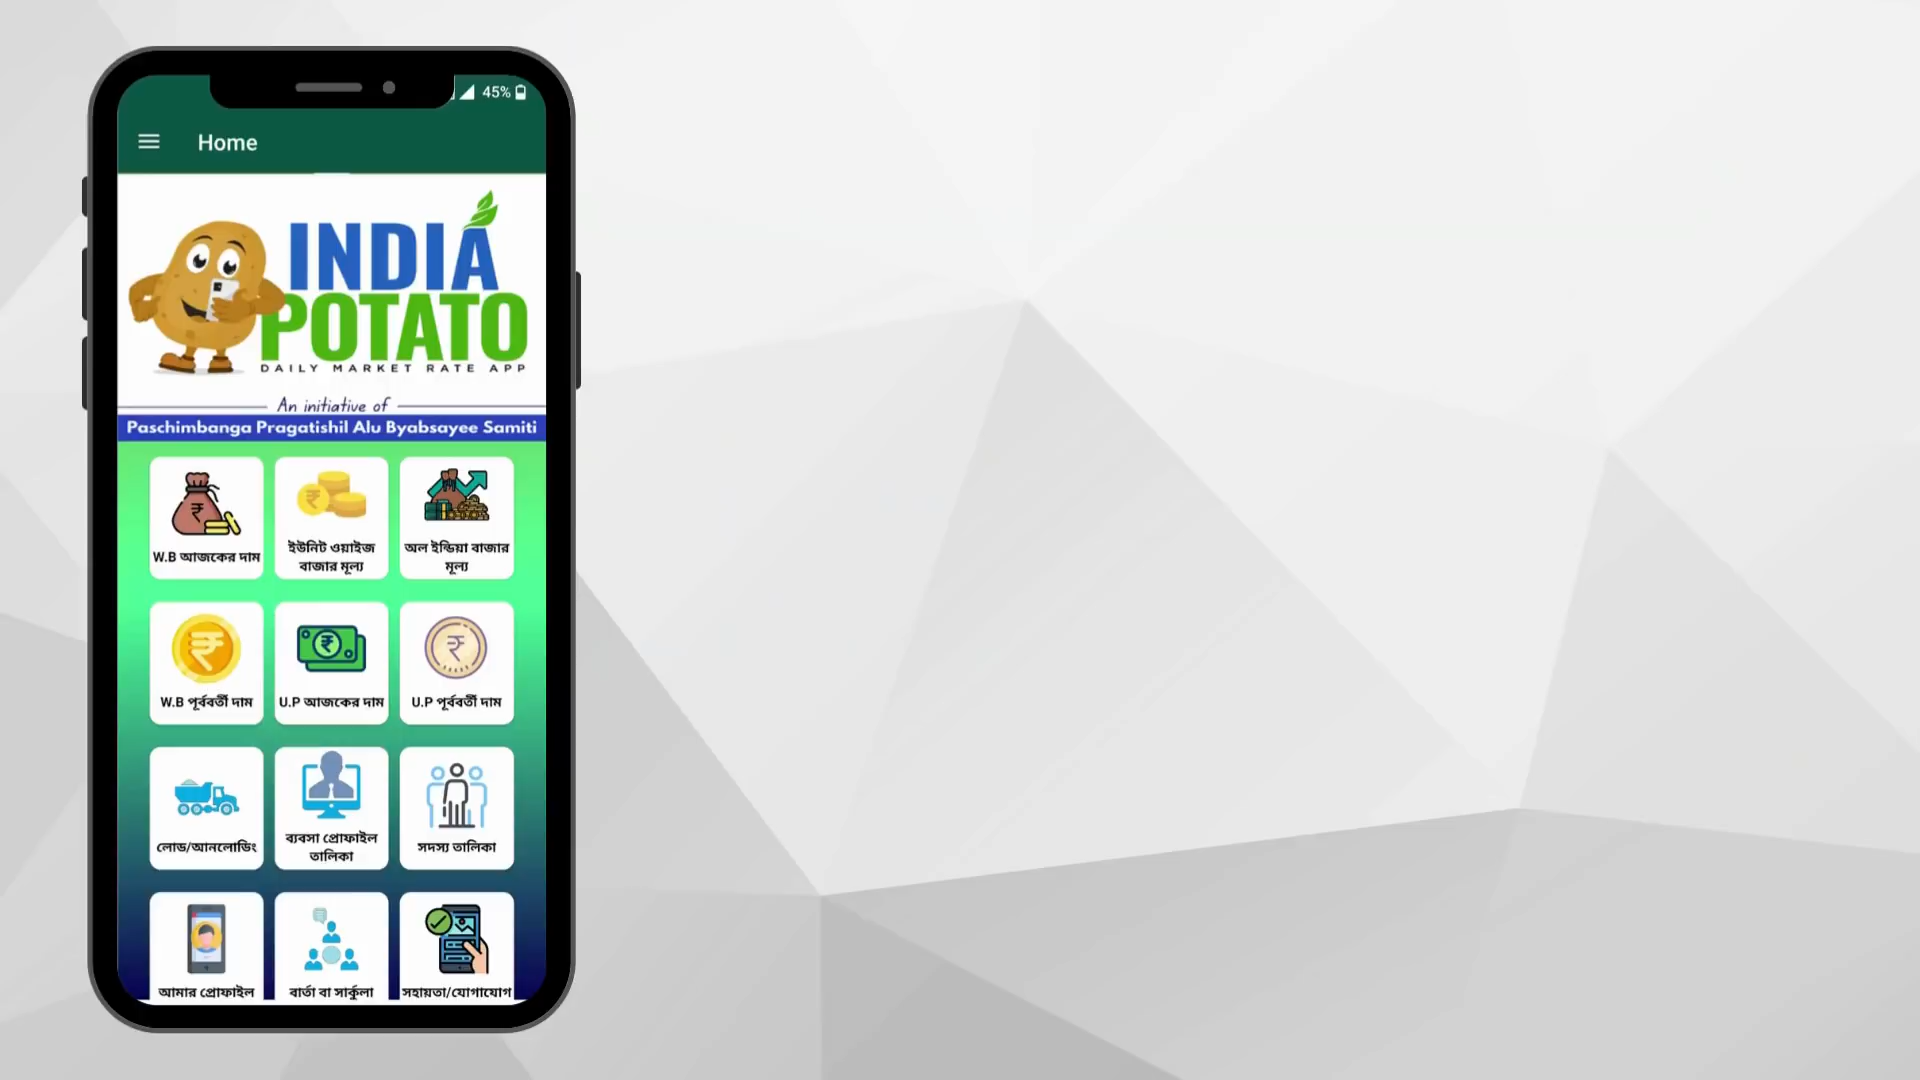 45%
Home
INDIA
POTATO
DAILY MARKET RATE APP
An initiative of
Paschimbanga Pragatishil Alu Byabsayee Samiti
W.B আজকের দাম
ইউনিট ওয়াইজ
বাজার মূল্য
অল ইন্ডিয়া বাজার
মূল্য
W.B পূর্ববর্তী দাম
U.P আজকের দাম
U.P পূর্ববর্তী দাম
লোড/আনলোডিং
ব্যবসা প্রোফাইল
তালিকা
সদস্য তালিকা
আমার প্রোফাইল
বার্তা বা সার্কুলা
সহায়তা/যোগাযোগ